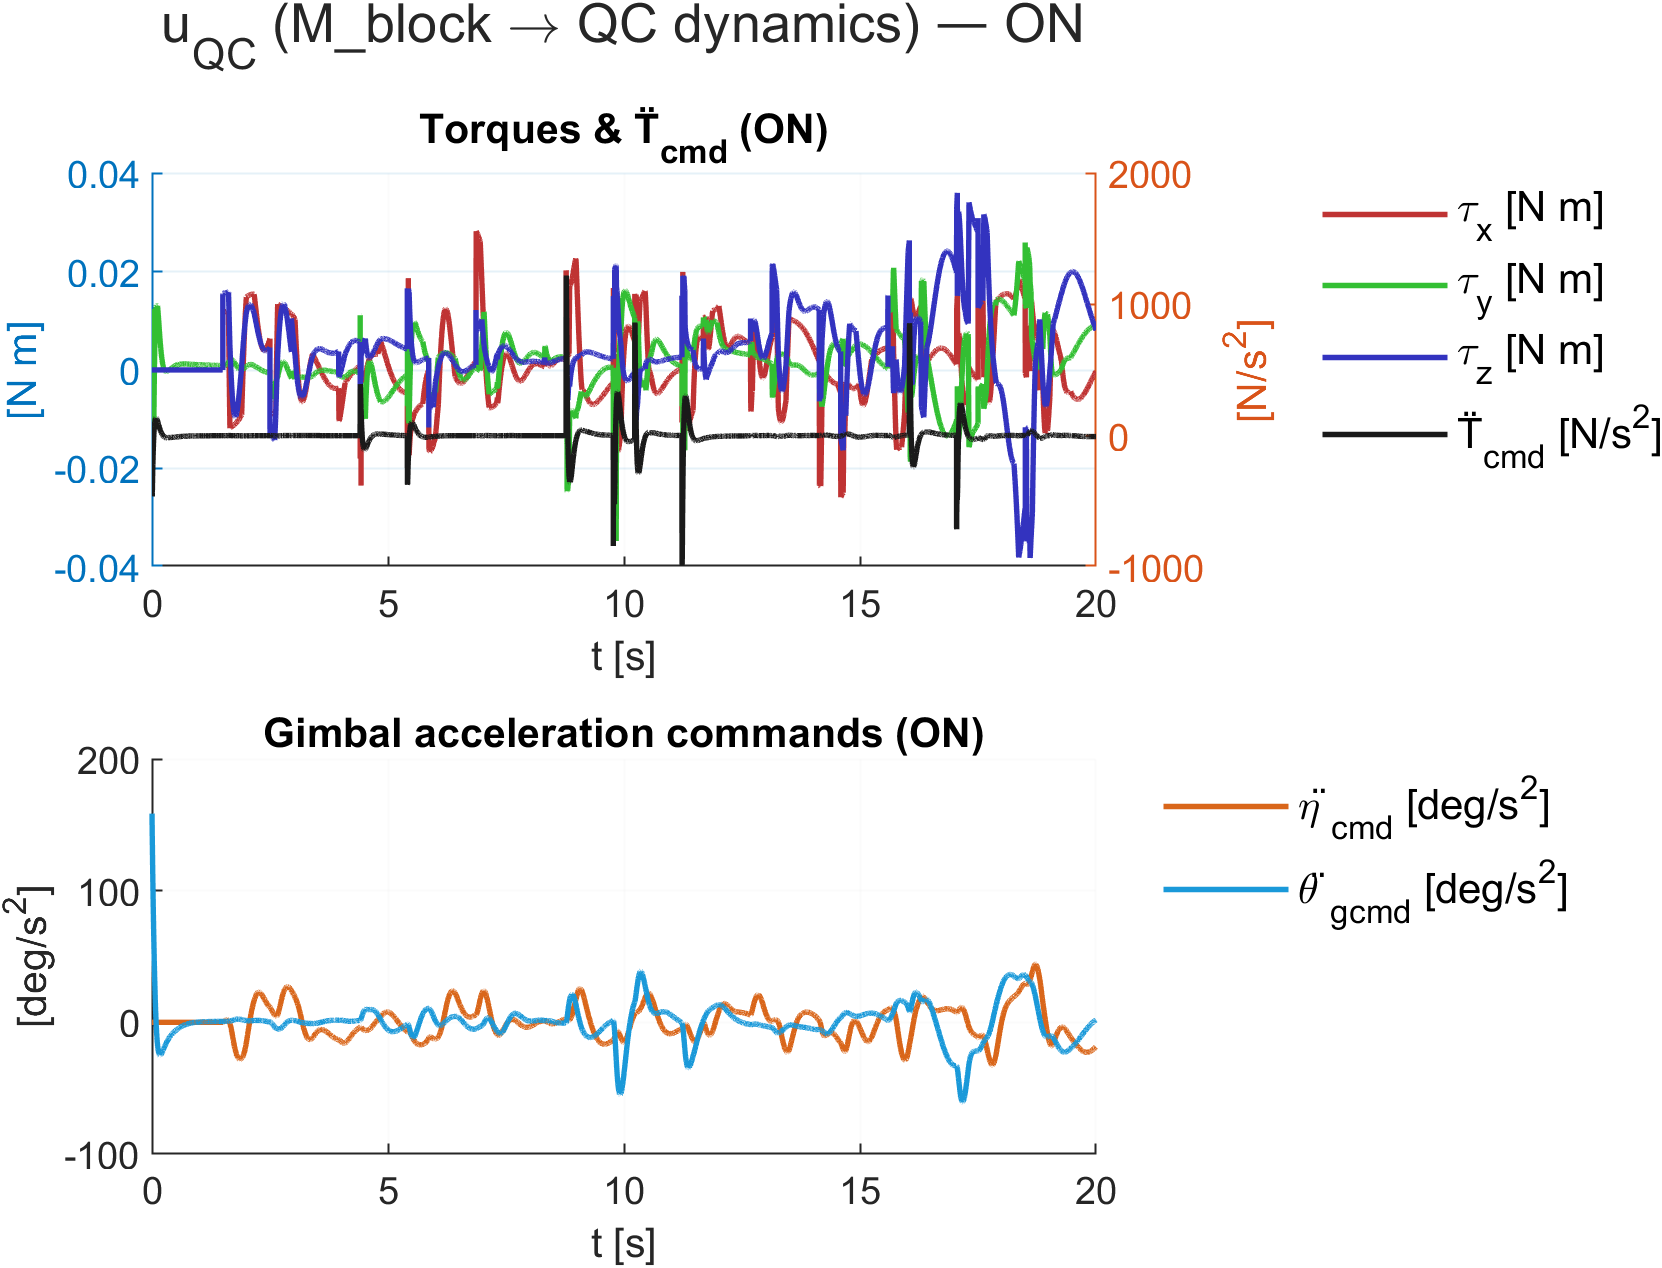 u_QC (M_block → QC dynamics) — ON
Torques & T̈_cmd (ON)
0.04
0.02
0
-0.02
-0.04
[N m]
2000
1000
0
-1000
[N/s²]
0 5 10 15 20
t [s]
τ_x [N m]
τ_y [N m]
τ_z [N m]
T̈_cmd [N/s²]
Gimbal acceleration commands (ON)
200
100
0
-100
[deg/s²]
0 5 10 15 20
t [s]
η̈_cmd [deg/s²]
θ̈_gcmd [deg/s²]